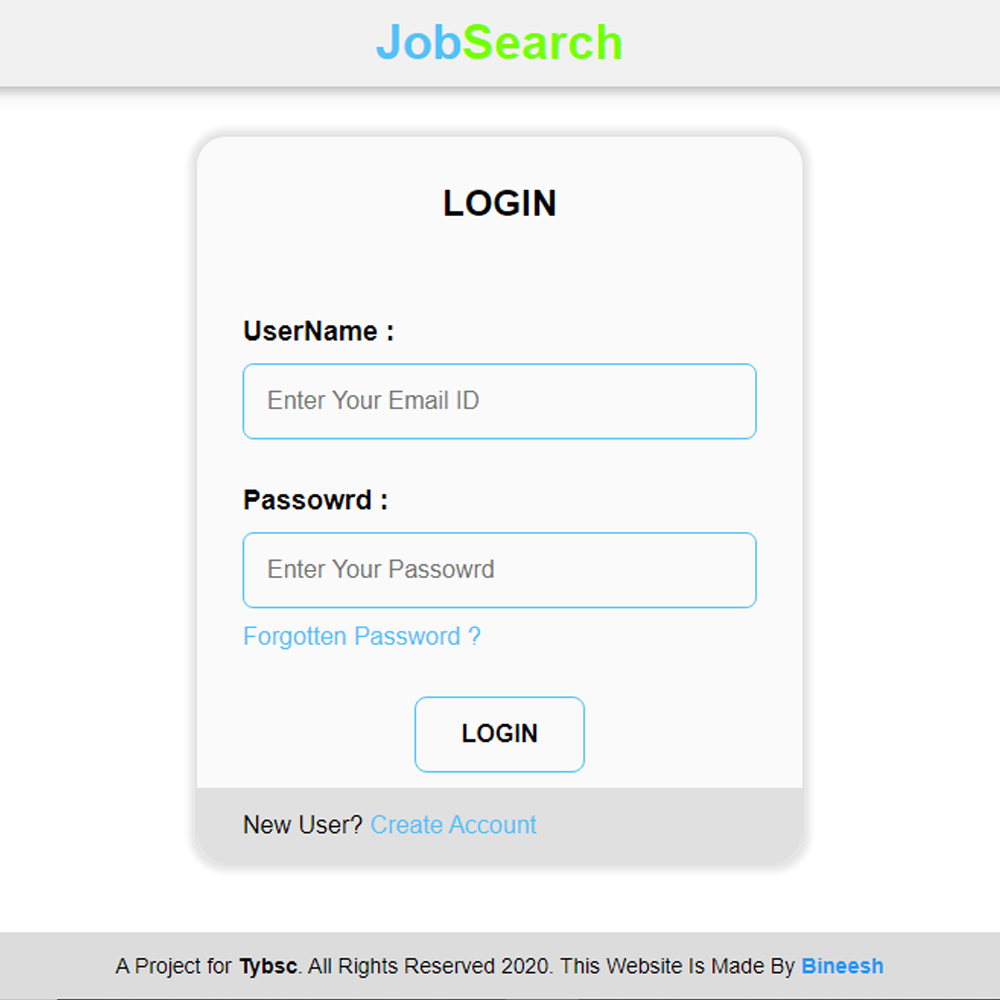 JobSearch
LOGIN
UserName :
Enter Your Email ID
Passowrd :
Enter Your Passowrd
Forgotten Password ?
LOGIN
New User? Create Account
A Project for Tybsc. All Rights Reserved 2020. This Website Is Made By Bineesh